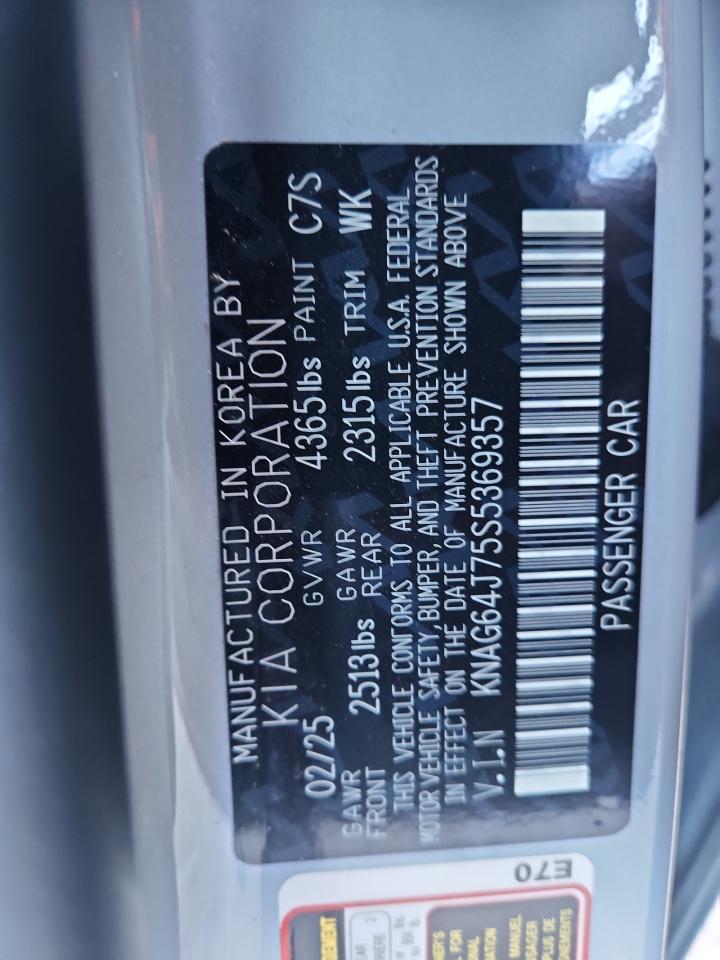 MANUFACTURED IN KOREA BY
KIA CORPORATION
02/25 GVWR 4365lbs PAINT C7S
GAWR FRONT 2513lbs GAWR REAR 2315lbs TRIM WK
THIS VEHICLE CONFORMS TO ALL APPLICABLE U.S.A. FEDERAL
MOTOR VEHICLE SAFETY, BUMPER, AND THEFT PREVENTION STANDARDS
IN EFFECT ON THE DATE OF MANUFACTURE SHOWN ABOVE
V.I.N KNAG64J75S5369357
PASSENGER CAR
E70